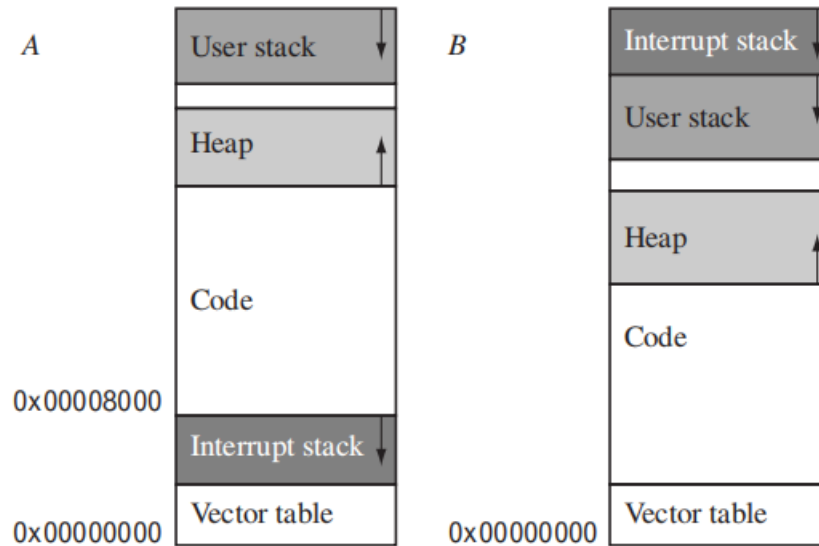 A
User stack
Heap
Code
0x00008000
Interrupt stack
Vector table
0x00000000
B
Interrupt stack
User stack
Heap
Code
Vector table
0x00000000